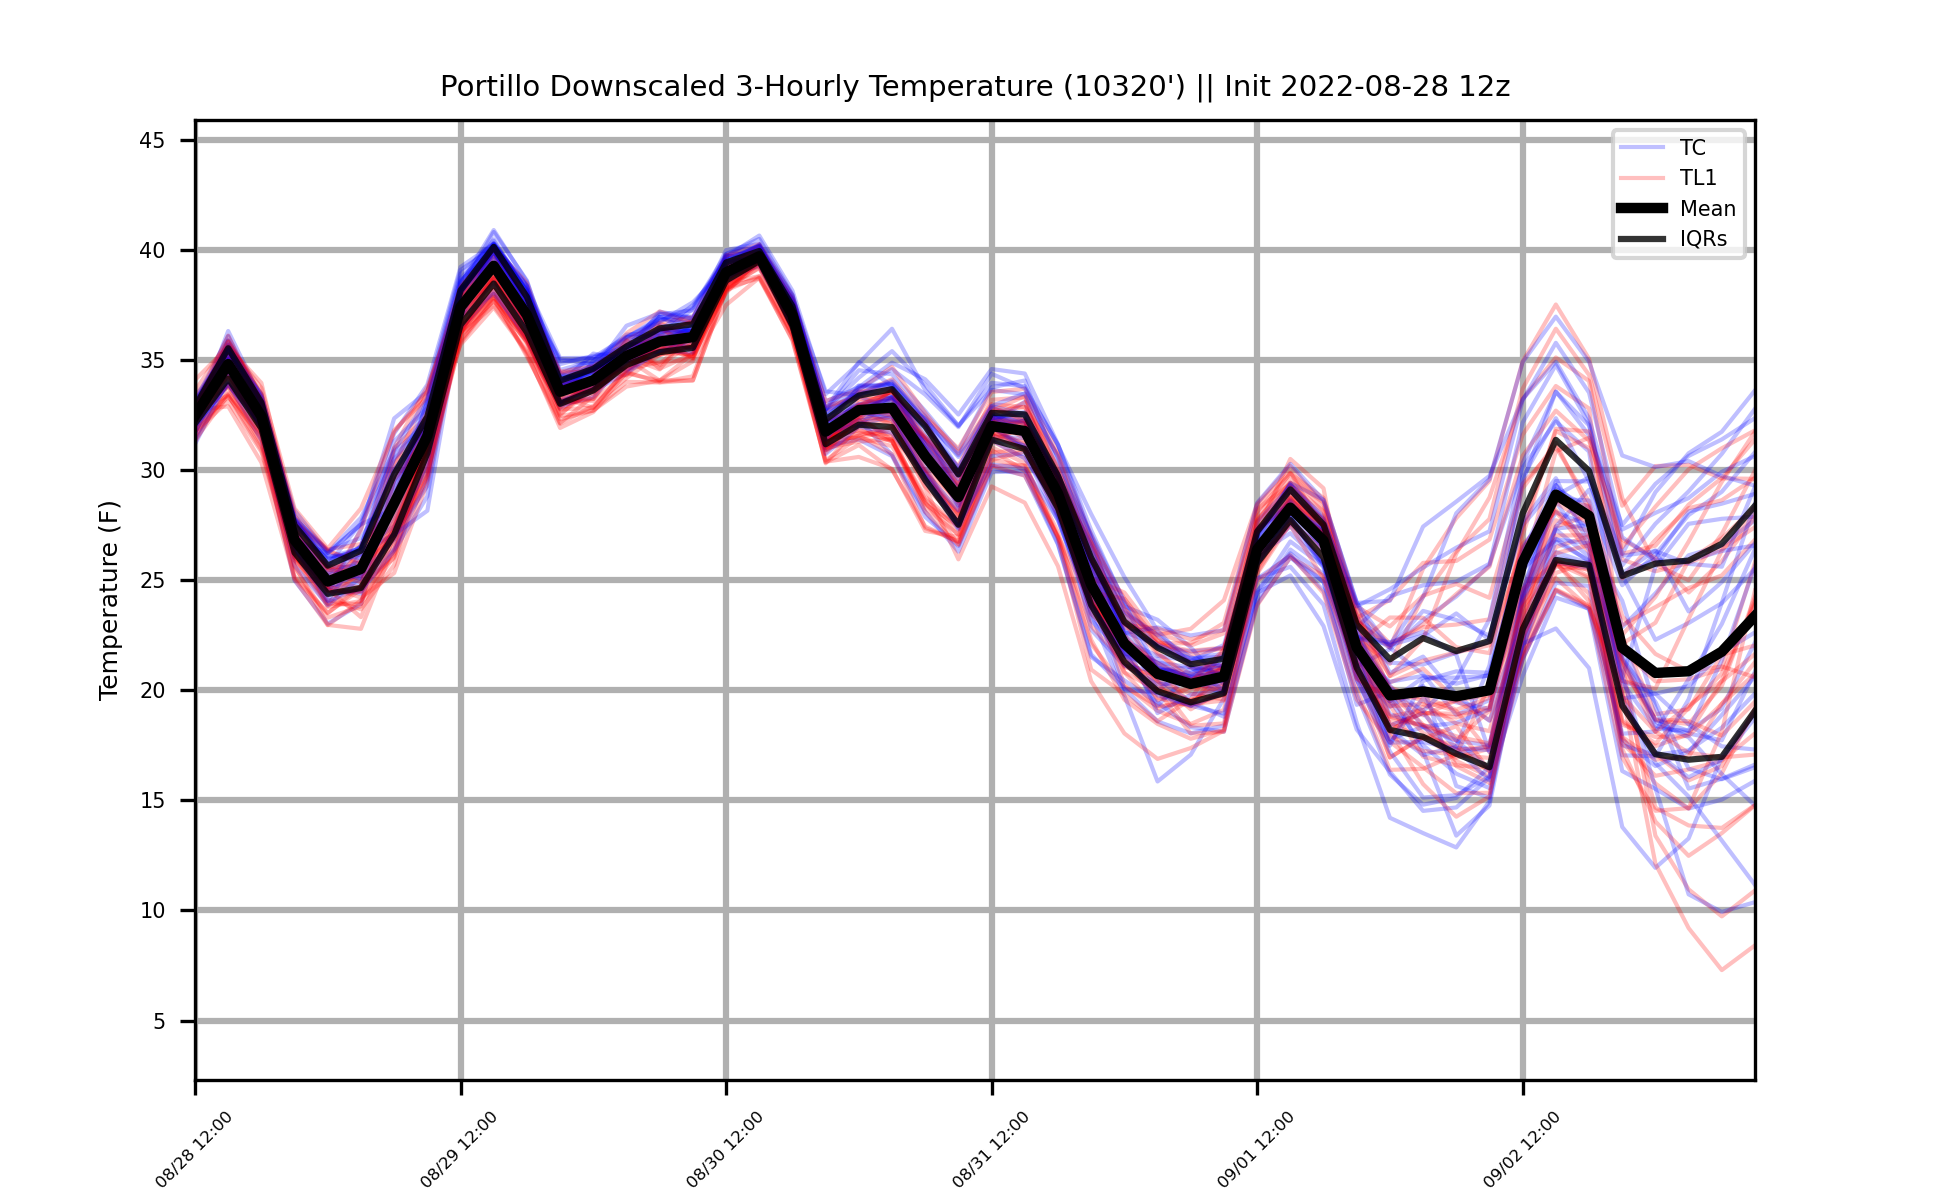 Portillo Downscaled 3-Hourly Temperature (10320') || Init 2022-08-28 12z
TC
TL1
Mean
IQRs
Temperature (F)
45
40
35
30
25
20
15
10
5
08/28 12:00
08/29 12:00
08/30 12:00
08/31 12:00
09/01 12:00
09/02 12:00